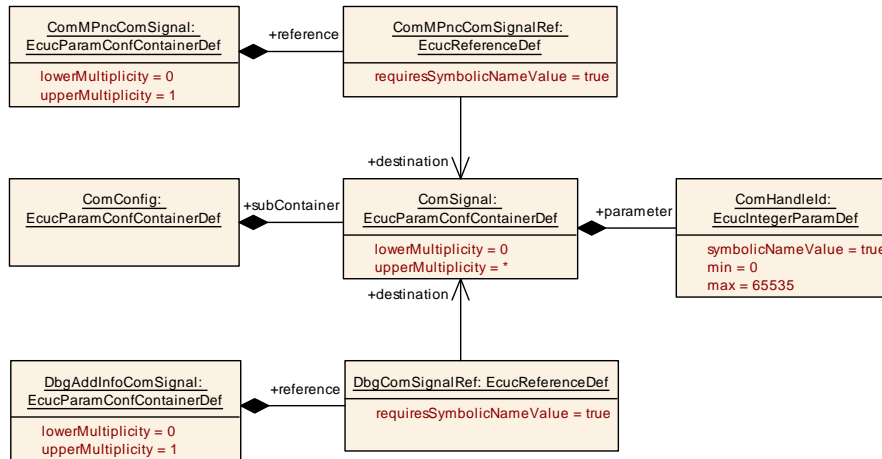 ComMPncComSignal:
EcucParamConfContainerDef
lowerMultiplicity = 0
upperMultiplicity = 1
+reference
ComMPncComSignalRef:
EcucReferenceDef
requiresSymbolicNameValue = true
+destination
ComConfig:
EcucParamConfContainerDef
+subContainer
ComSignal:
EcucParamConfContainerDef
lowerMultiplicity = 0
upperMultiplicity = *
+parameter
ComHandleId:
EcucIntegerParamDef
symbolicNameValue = true
min = 0
max = 65535
+destination
DbgAddInfoComSignal:
EcucParamConfContainerDef
lowerMultiplicity = 0
upperMultiplicity = 1
+reference
DbgComSignalRef: EcucReferenceDef
requiresSymbolicNameValue = true